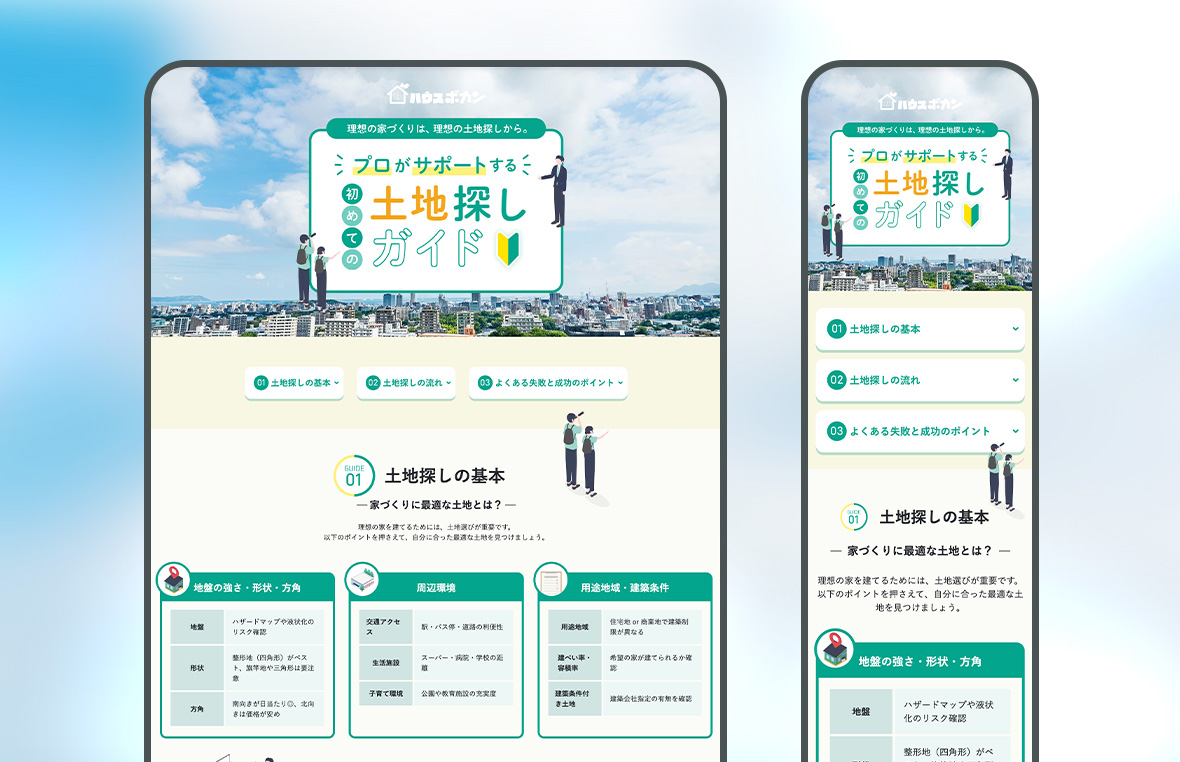 ハウスポカン
理想の家づくりは、理想の土地探しから。
プロがサポートする
初めての
土地探し
ガイド
01 土地探しの基本
02 土地探しの流れ
03 よくある失敗と成功のポイント
GUIDE
01
土地探しの基本
― 家づくりに最適な土地とは？ ―
理想の家を建てるためには、土地選びが重要です。
以下のポイントを押さえて、自分に合った最適な土地を見つけましょう。
地盤の強さ・形状・方角
地盤
ハザードマップや液状化の
リスク確認
形状
整形地（四角形）がベス
ト、旗竿地や三角形は要注
意
方角
南向きが日当たり◎、北向
きは価格が安め
周辺環境
交通アクセ
ス
駅・バス停・道路の利便性
生活施設
スーパー・病院・学校の距
離
子育て環境
公園や教育施設の充実度
用途地域・建築条件
用途地域
住宅地 or 商業地で建築制
限が異なる
建ぺい率・
容積率
希望の家が建てられるか確
認
建築条件付
き土地
建築会社指定の有無を確認
ハウスポカン
理想の家づくりは、理想の土地探しから。
プロがサポートする
初めての
土地探し
ガイド
01 土地探しの基本
02 土地探しの流れ
03 よくある失敗と成功のポイント
GUIDE
01
土地探しの基本
― 家づくりに最適な土地とは？ ―
理想の家を建てるためには、土地選びが重要です。
以下のポイントを押さえて、自分に合った最適な土
地を見つけましょう。
地盤の強さ・形状・方角
地盤
ハザードマップや液状
化のリスク確認
整形地（四角形）がベ